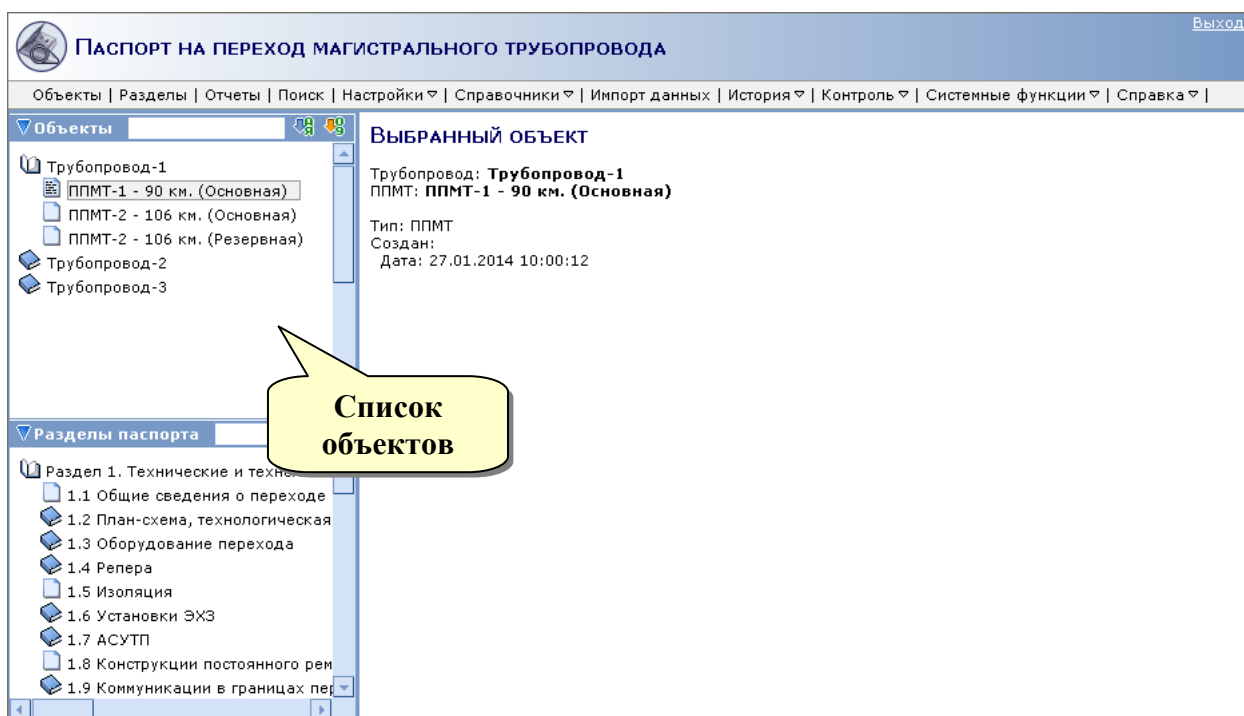 Выход
Паспорт на переход магистрального трубопровода
Объекты | Разделы | Отчеты | Поиск | Настройки | Справочники | Импорт данных | История | Контроль | Системные функции | Справка |
Объекты
Трубопровод-1
ППМТ-1 - 90 км. (Основная)
ППМТ-2 - 106 км. (Основная)
ППМТ-2 - 106 км. (Резервная)
Трубопровод-2
Трубопровод-3
Выбранный объект
Трубопровод: Трубопровод-1
ППМТ: ППМТ-1 - 90 км. (Основная)
Тип: ППМТ
Создан:
Дата: 27.01.2014 10:00:12
Список
объектов
Разделы паспорта
Раздел 1. Технические и
1.1 Общие сведения о переходе
1.2 План-схема, технологическая
1.3 Оборудование перехода
1.4 Репера
1.5 Изоляция
1.6 Установки ЭХЗ
1.7 АСУТП
1.8 Конструкции постоянного рем
1.9 Коммуникации в границах пер